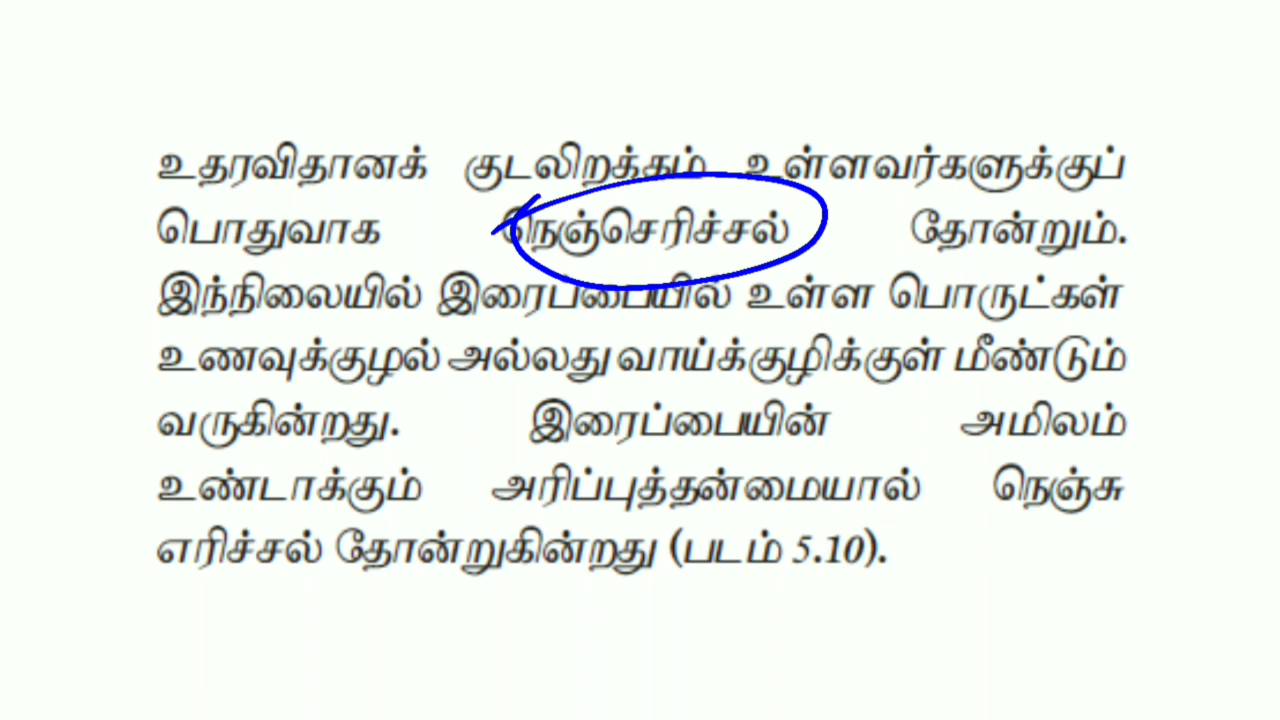 உதரவிதானக் குடலிறக்கம் உள்ளவர்களுக்குப்
பொதுவாக நெஞ்செரிச்சல் தோன்றும்.
இந்நிலையில் இரைப்பையில் உள்ள பொருட்கள்
உணவுக்குழல் அல்லது வாய்க்குழிக்குள் மீண்டும்
வருகின்றது. இரைப்பையின் அமிலம்
உண்டாக்கும் அரிப்புத்தன்மையால் நெஞ்சு
எரிச்சல் தோன்றுகின்றது (படம் 5.10).